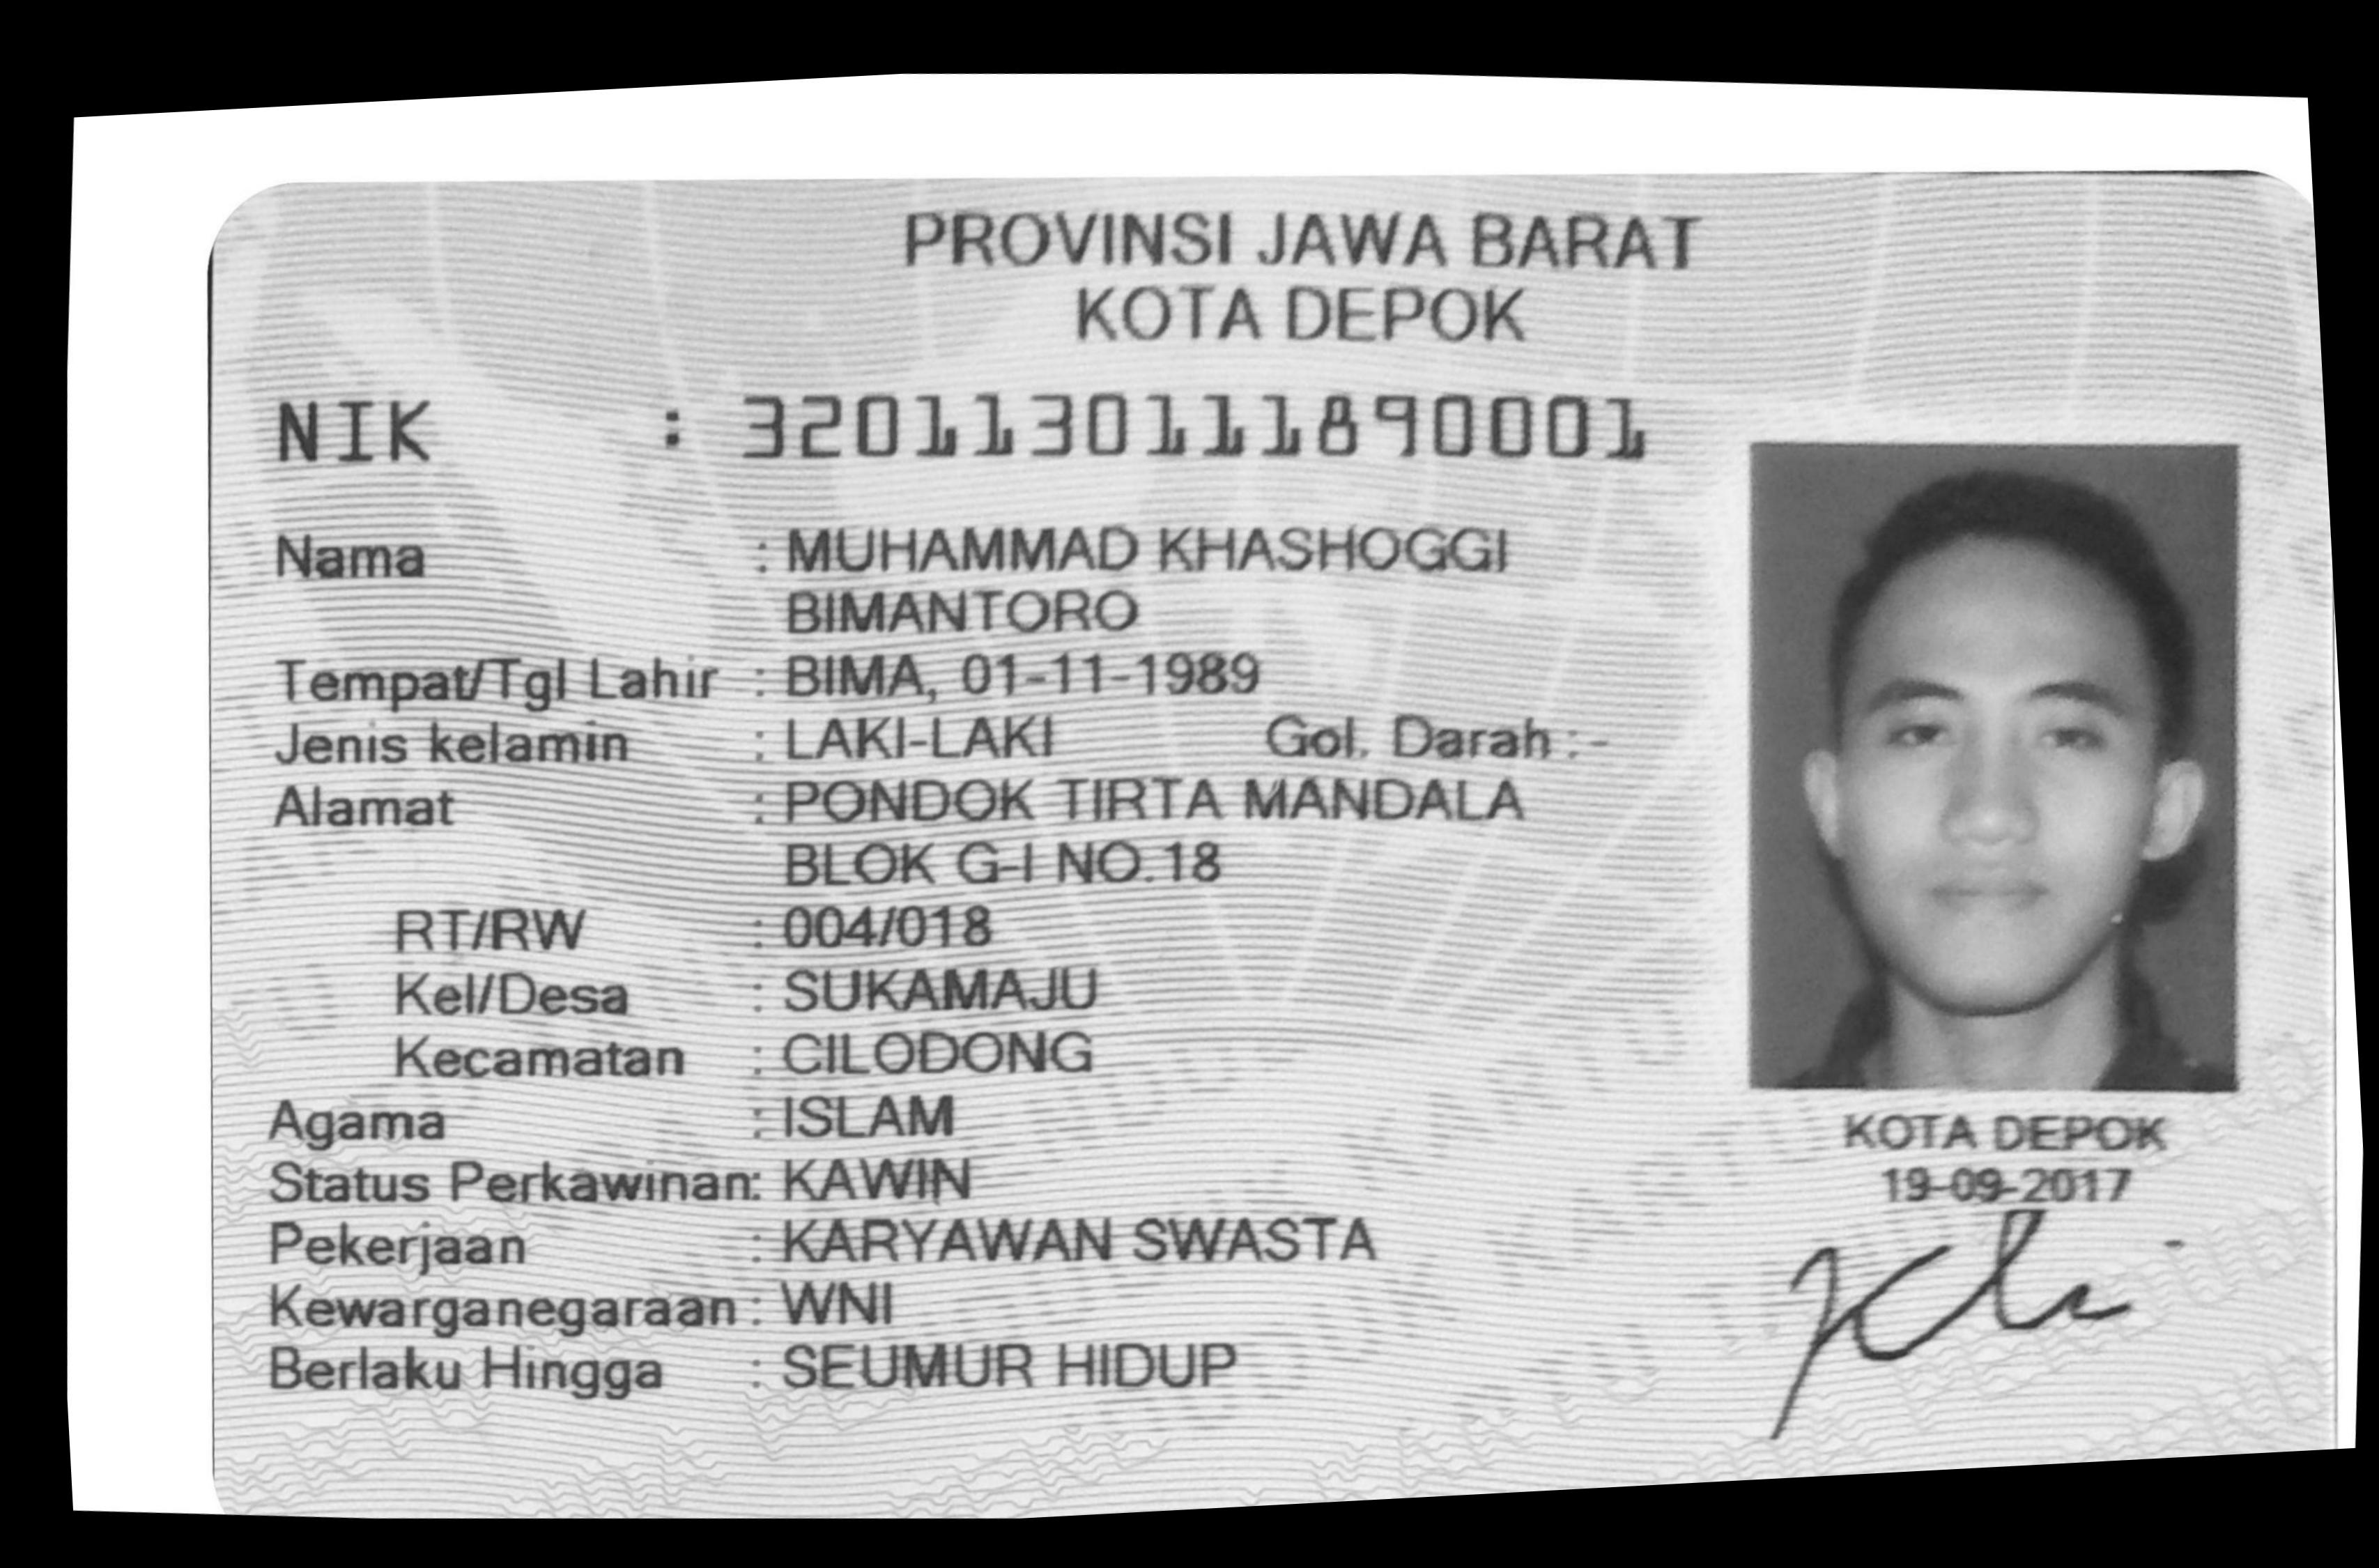 PROVINSI JAWA BARAT
KOTA DEPOK
NIK : 3201130111890001
Nama : MUHAMMAD KHASHOGGI
BIMANTORO
Tempat/Tgl Lahir : BIMA, 01-11-1989
Jenis kelamin : LAKI-LAKI Gol. Darah : -
Alamat : PONDOK TIRTA MANDALA
BLOK G-I NO.18
RT/RW : 004/018
Kel/Desa : SUKAMAJU
Kecamatan : CILODONG
Agama : ISLAM
Status Perkawinan: KAWIN
Pekerjaan : KARYAWAN SWASTA
Kewarganegaraan : WNI
Berlaku Hingga : SEUMUR HIDUP
KOTA DEPOK
19-09-2017